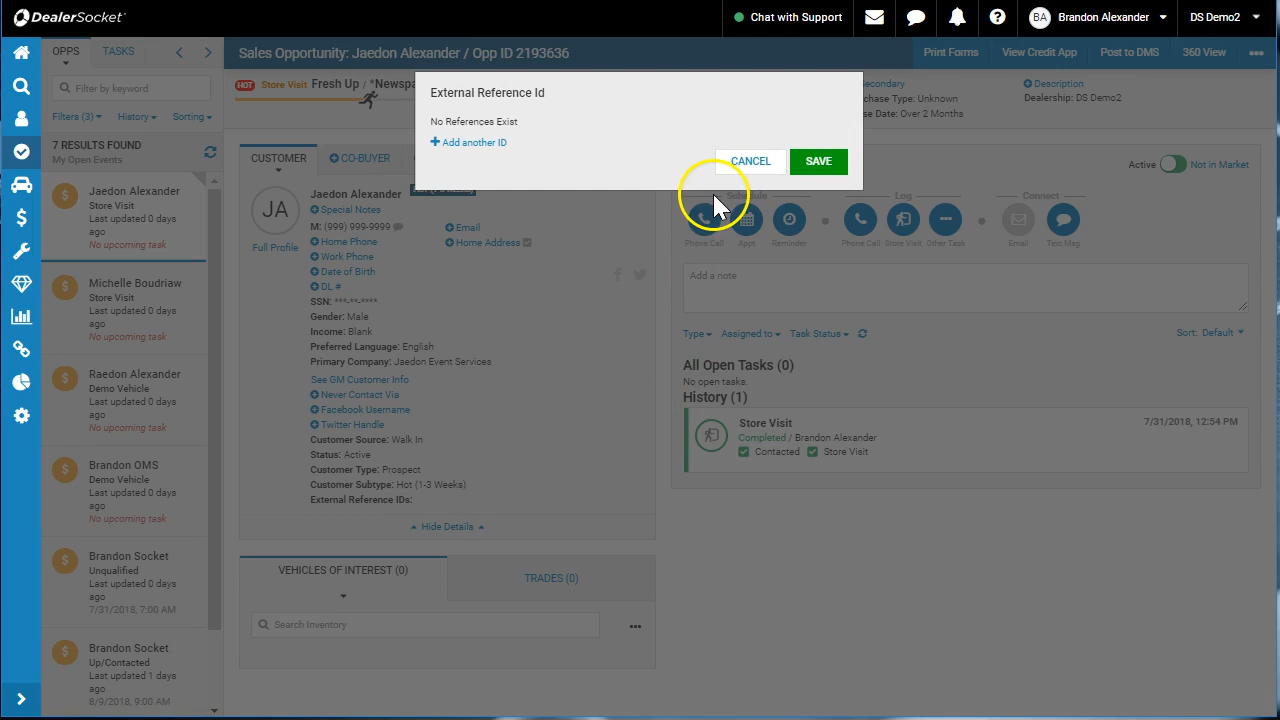 DealerSocket
Chat with Support
BA
Brandon Alexander
DS Demo2
OPPS
TASKS
Filter by keyword
Filters (3)
History
Sorting
7 RESULTS FOUND
My Open Events
Jaedon Alexander
Store Visit
Last updated 0 days
ago
No upcoming task
Michelle Boudriaw
Store Visit
Last updated 0 days
ago
No upcoming task
Raedon Alexander
Demo Vehicle
Last updated 0 days
ago
No upcoming task
Brandon OMS
Demo Vehicle
Last updated 0 days
ago
No upcoming task
Brandon Socket
Unqualified
Last updated 0 days
ago
7/31/2018, 7:00 AM
Brandon Socket
Up/Contacted
Last updated 1 days
ago
8/9/2018, 9:00 AM
Sales Opportunity: Jaedon Alexander / Opp ID 2193636
Print Forms
View Credit App
Post to DMS
360 View
HOT
Store Visit
Fresh Up / *Newspa
External Reference Id
No References Exist
Add another ID
CANCEL
SAVE
econdary
chase Type: Unknown
se Date: Over 2 Months
Description
Dealership: DS Demo2
CUSTOMER
CO-BUYER
JA
Full Profile
Jaedon Alexander
Special Notes
M: (999) 999-9999
Email
Home Phone
Home Address
Work Phone
Date of Birth
DL #
SSN: ***-**-****
Gender: Male
Income: Blank
Preferred Language: English
Primary Company: Jaedon Event Services
See GM Customer Info
Never Contact Via
Facebook Username
Twitter Handle
Customer Source: Walk In
Status: Active
Customer Type: Prospect
Customer Subtype: Hot (1-3 Weeks)
External Reference IDs:
Hide Details
VEHICLES OF INTEREST (0)
TRADES (0)
Search Inventory
Active
Not in Market
Schedule
Log
Connect
Phone Call
Appt
Reminder
Phone Call
Store Visit
Other Task
Email
Text Msg
Add a note
Type
Assigned to
Task Status
Sort: Default
All Open Tasks (0)
No open tasks.
History (1)
Store Visit
7/31/2018, 12:54 PM
Completed / Brandon Alexander
Contacted
Store Visit